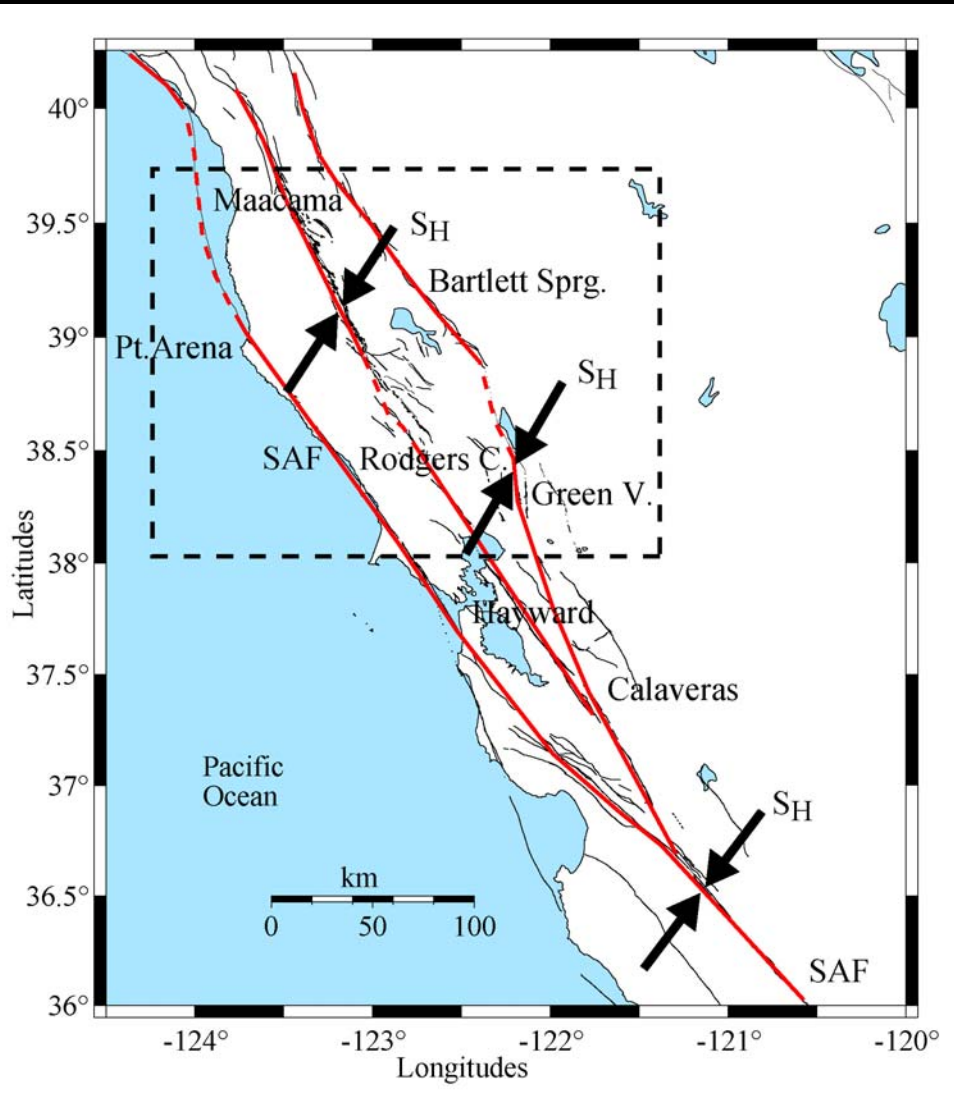 40°
Maacama
39.5°
SH
Bartlett Sprg.
39°
Pt.Arena
SH
38.5°
SAF
Rodgers C.
Green V.
38°
Latitudes
Hayward
37.5°
Calaveras
Pacific
Ocean
37°
SH
km
36.5°
0 50 100
SAF
36°
-124° -123° -122° -121° -120°
Longitudes